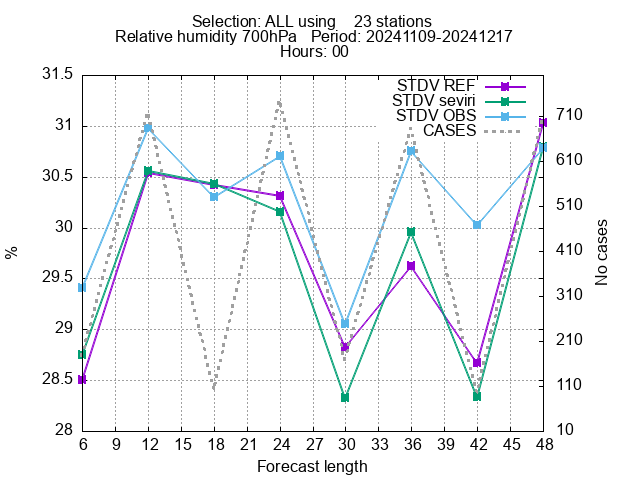 Selection: ALL using    23 stations
Relative humidity 700hPa   Period: 20241109-20241217
Hours: 00
STDV REF
STDV seviri
STDV OBS
CASES
31.5
31
30.5
30
29.5
29
28.5
28
%
710
610
510
410
310
210
110
10
No cases
6 9 12 15 18 21 24 27 30 33 36 39 42 45 48
Forecast length